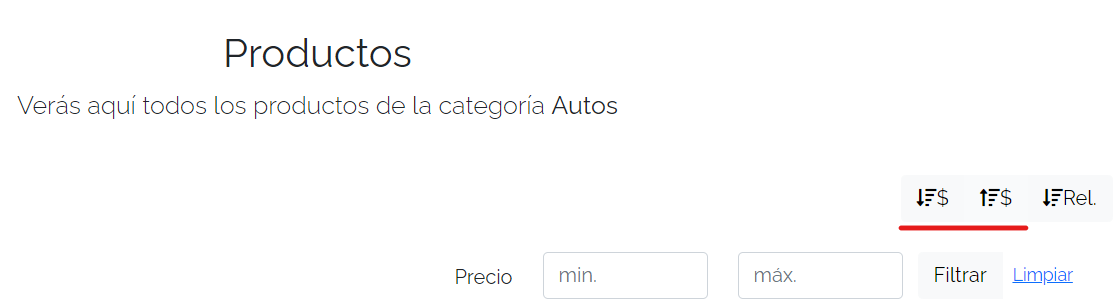 Productos
Verás aquí todos los productos de la categoría Autos
$ $ Rel.
Precio min. máx. Filtrar Limpiar